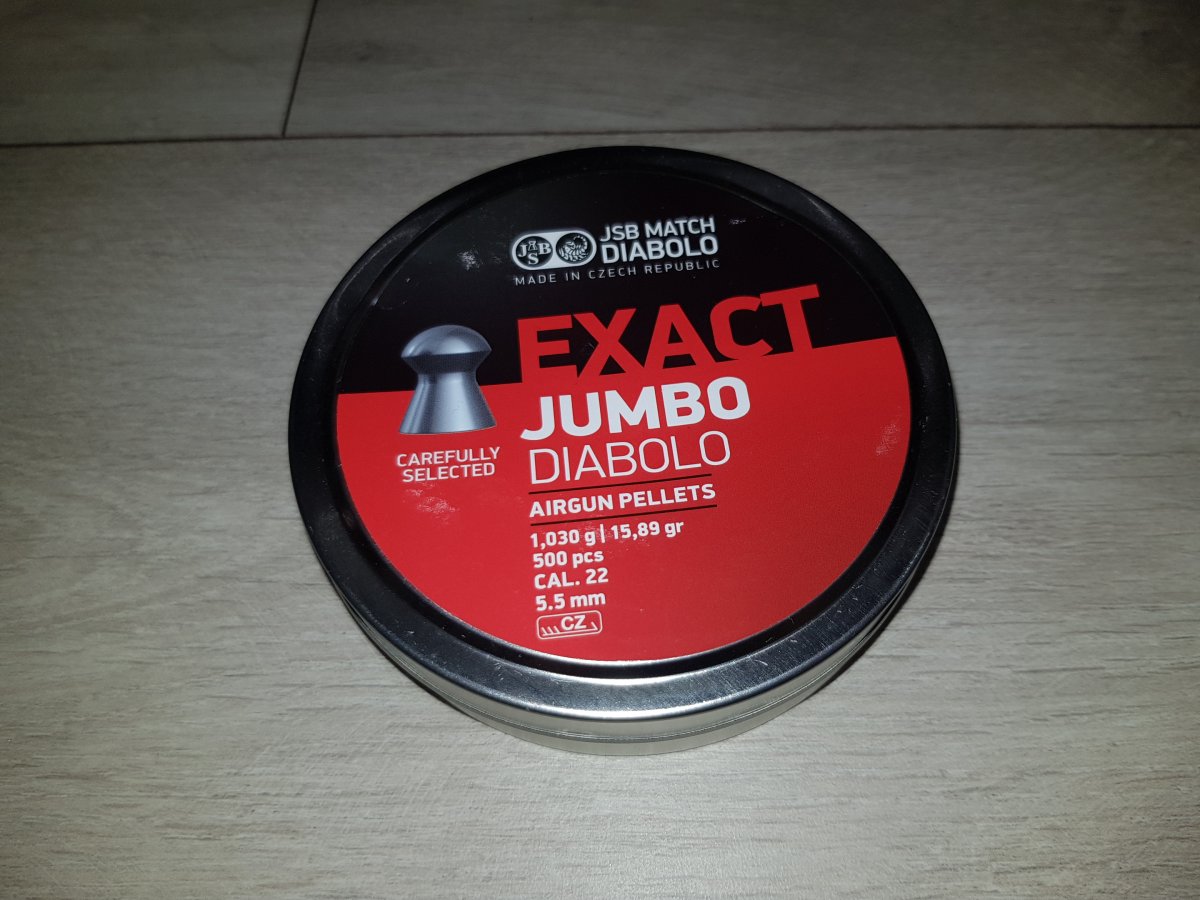 JSB
JSB MATCH
DIABOLO
MADE IN CZECH REPUBLIC
EXACT
JUMBO
DIABOLO
CAREFULLY
SELECTED
AIRGUN PELLETS
1,030 g | 15,89 gr
500 pcs
CAL. 22
5.5 mm
CZ